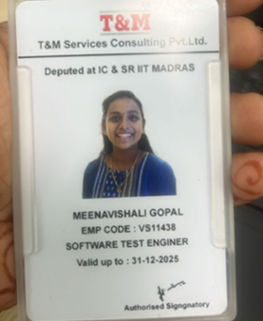 T&M
T&M Services Consulting Pvt.Ltd.
Deputed at IC & SR IIT MADRAS
MEENAVISHALI GOPAL
EMP CODE : VS11438
SOFTWARE TEST ENGINER
Valid up to : 31-12-2025
Authorised Signgnatory